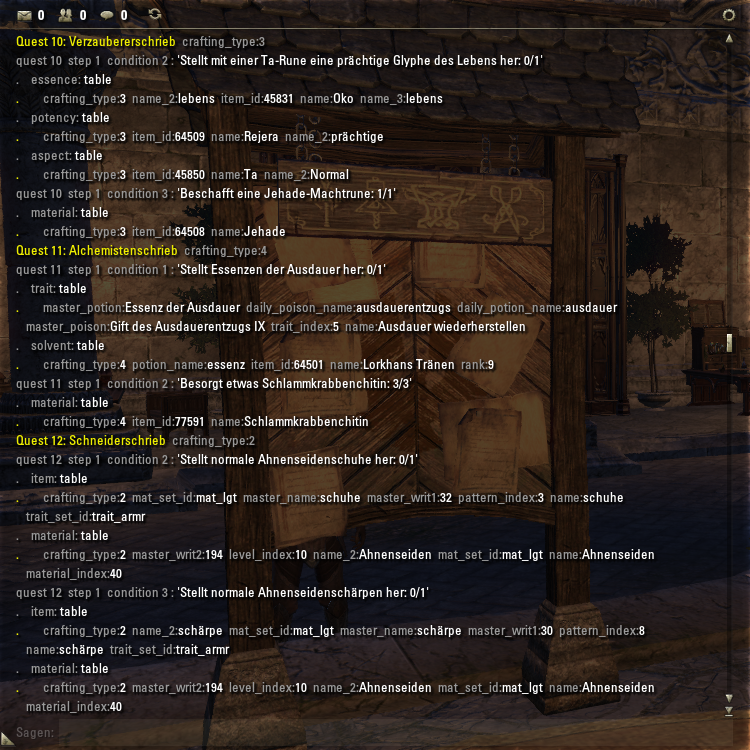 0 0 0
Quest 10: Verzaubererschrieb crafting_type:3
quest 10 step 1 condition 2 : 'Stellt mit einer Ta-Rune eine prächtige Glyphe des Lebens her: 0/1'
. essence: table
. crafting_type:3 name_2:lebens item_id:45831 name:Oko name_3:lebens
. potency: table
. crafting_type:3 item_id:64509 name:Rejera name_2:prächtige
. aspect: table
. crafting_type:3 item_id:45850 name:Ta name_2:Normal
quest 10 step 1 condition 3 : 'Beschafft eine Jehade-Machtrune: 1/1'
. material: table
. crafting_type:3 item_id:64508 name:Jehade
Quest 11: Alchemistenschrieb crafting_type:4
quest 11 step 1 condition 1 : 'Stellt Essenzen der Ausdauer her: 0/1'
. trait: table
. master_potion:Essenz der Ausdauer daily_poison_name:ausdauerentzugs daily_potion_name:ausdauer
master_poison:Gift des Ausdauerentzugs IX trait_index:5 name:Ausdauer wiederherstellen
. solvent: table
. crafting_type:4 potion_name:essenz item_id:64501 name:Lorkhans Tränen rank:9
quest 11 step 1 condition 2 : 'Besorgt etwas Schlammkrabbenchitin: 3/3'
. material: table
. crafting_type:4 item_id:77591 name:Schlammkrabbenchitin
Quest 12: Schneiderschrieb crafting_type:2
quest 12 step 1 condition 2 : 'Stellt normale Ahnenseidenschuhe her: 0/1'
. item: table
. crafting_type:2 mat_set_id:mat_lgt master_name:schuhe master_writ1:32 pattern_index:3 name:schuhe
trait_set_id:trait_armr
. material: table
. crafting_type:2 master_writ2:194 level_index:10 name_2:Ahnenseiden mat_set_id:mat_lgt name:Ahnenseiden
material_index:40
quest 12 step 1 condition 3 : 'Stellt normale Ahnenseidenschärpen her: 0/1'
. item: table
. crafting_type:2 name_2:schärpe mat_set_id:mat_lgt master_name:schärpe master_writ1:30 pattern_index:8
name:schärpe trait_set_id:trait_armr
. material: table
. crafting_type:2 master_writ2:194 level_index:10 name_2:Ahnenseiden mat_set_id:mat_lgt name:Ahnenseiden
material_index:40
Sagen: